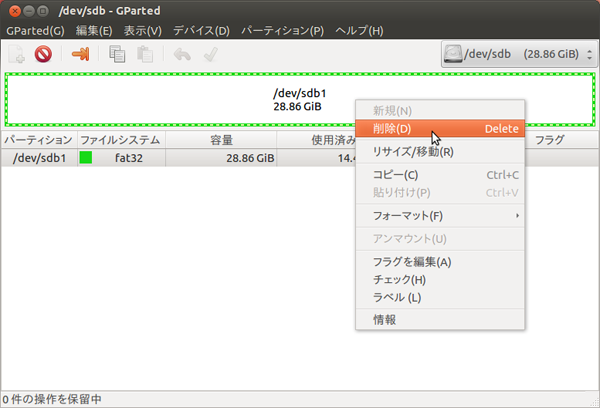 /dev/sdb - GParted
GParted(G) 編集(E) 表示(V) デバイス(D) パーティション(P) ヘルプ(H)
/dev/sdb (28.86 GiB)
/dev/sdb1
28.86 GiB
パーティション ファイルシステム 容量 使用済み フラグ
/dev/sdb1 fat32 28.86 GiB 14.4
新規(N)
削除(D) Delete
リサイズ/移動(R)
コピー(C) Ctrl+C
貼り付け(P) Ctrl+V
フォーマット(F)
アンマウント(U)
フラグを編集(A)
チェック(H)
ラベル (L)
情報
0 件の操作を保留中